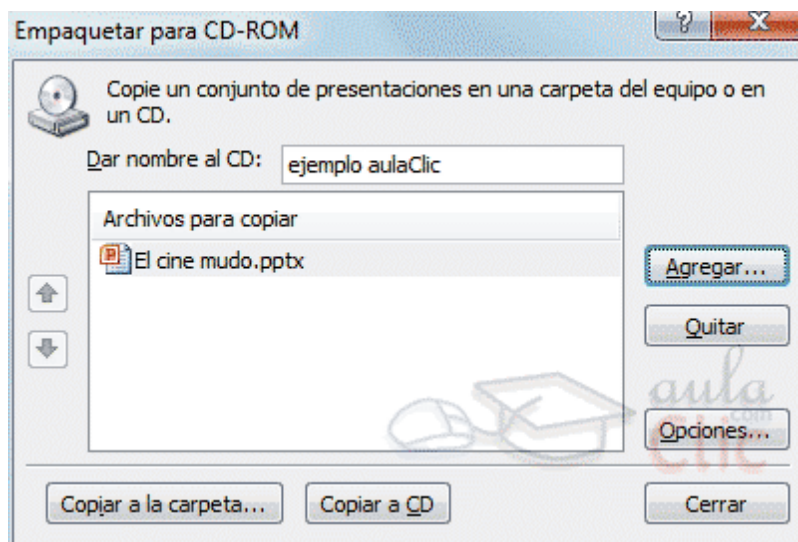 Empaquetar para CD-ROM
Copie un conjunto de presentaciones en una carpeta del equipo o en
un CD.
Dar nombre al CD: ejemplo aulaClic
Archivos para copiar
El cine mudo.pptx
Agregar...
Quitar
aula
.com
Clic
Opciones...
Copiar a la carpeta... Copiar a CD Cerrar